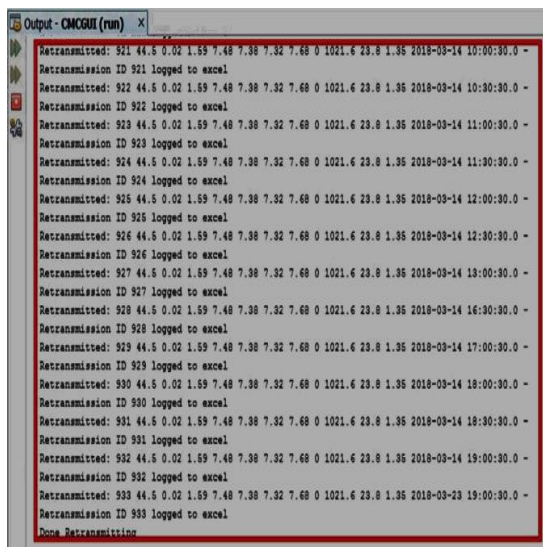 Output - CMCGUI (run) X
Retransmitted: 921 44.5 0.02 1.59 7.48 7.38 7.32 7.68 0 1021.6 23.8 1.35 2018-03-14 10:00:30.0 -
Retransmission ID 921 logged to excel
Retransmitted: 922 44.5 0.02 1.59 7.48 7.38 7.32 7.68 0 1021.6 23.8 1.35 2018-03-14 10:30:30.0 -
Retransmission ID 922 logged to excel
Retransmitted: 923 44.5 0.02 1.59 7.48 7.38 7.32 7.68 0 1021.6 23.8 1.35 2018-03-14 11:00:30.0 -
Retransmission ID 923 logged to excel
Retransmitted: 924 44.5 0.02 1.59 7.48 7.38 7.32 7.68 0 1021.6 23.8 1.35 2018-03-14 11:30:30.0 -
Retransmission ID 924 logged to excel
Retransmitted: 925 44.5 0.02 1.59 7.48 7.38 7.32 7.68 0 1021.6 23.8 1.35 2018-03-14 12:00:30.0 -
Retransmission ID 925 logged to excel
Retransmitted: 926 44.5 0.02 1.59 7.48 7.38 7.32 7.68 0 1021.6 23.8 1.35 2018-03-14 12:30:30.0 -
Retransmission ID 926 logged to excel
Retransmitted: 927 44.5 0.02 1.59 7.48 7.38 7.32 7.68 0 1021.6 23.8 1.35 2018-03-14 13:00:30.0 -
Retransmission ID 927 logged to excel
Retransmitted: 928 44.5 0.02 1.59 7.48 7.38 7.32 7.68 0 1021.6 23.8 1.35 2018-03-14 16:30:30.0 -
Retransmission ID 928 logged to excel
Retransmitted: 929 44.5 0.02 1.59 7.48 7.38 7.32 7.68 0 1021.6 23.8 1.35 2018-03-14 17:00:30.0 -
Retransmission ID 929 logged to excel
Retransmitted: 930 44.5 0.02 1.59 7.48 7.38 7.32 7.68 0 1021.6 23.8 1.35 2018-03-14 18:00:30.0 -
Retransmission ID 930 logged to excel
Retransmitted: 931 44.5 0.02 1.59 7.48 7.38 7.32 7.68 0 1021.6 23.8 1.35 2018-03-14 18:30:30.0 -
Retransmission ID 931 logged to excel
Retransmitted: 932 44.5 0.02 1.59 7.48 7.38 7.32 7.68 0 1021.6 23.8 1.35 2018-03-14 19:00:30.0 -
Retransmission ID 932 logged to excel
Retransmitted: 933 44.5 0.02 1.59 7.48 7.38 7.32 7.68 0 1021.6 23.8 1.35 2018-03-23 19:00:30.0 -
Retransmission ID 933 logged to excel
Done Retransmitting